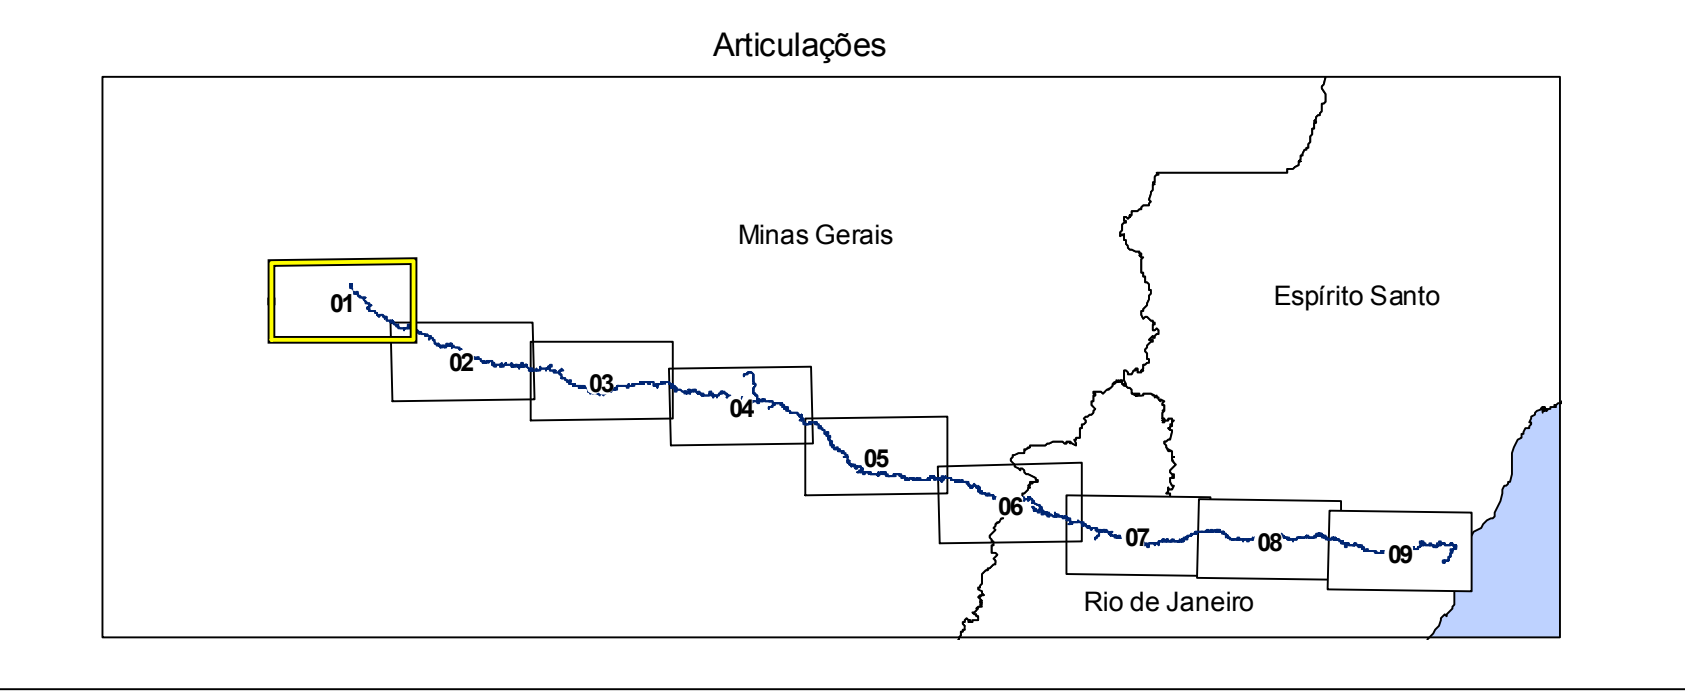 Articulações
Minas Gerais
Espírito Santo
01
02
03
04
05
06
07
08
09
Rio de Janeiro